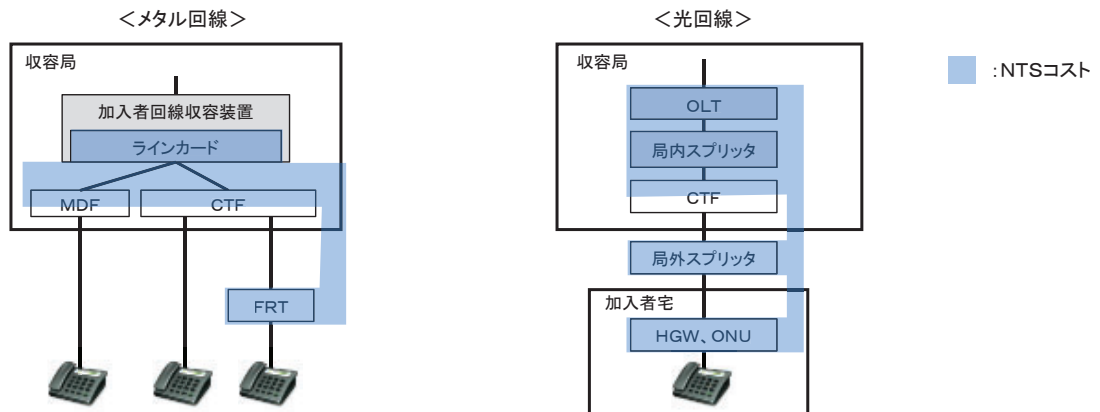 ＜メタル回線＞
収容局
加入者回線収容装置
ラインカード
MDF
CTF
FRT
＜光回線＞
収容局
OLT
局内スプリッタ
CTF
局外スプリッタ
加入者宅
HGW、ONU
：NTSコスト